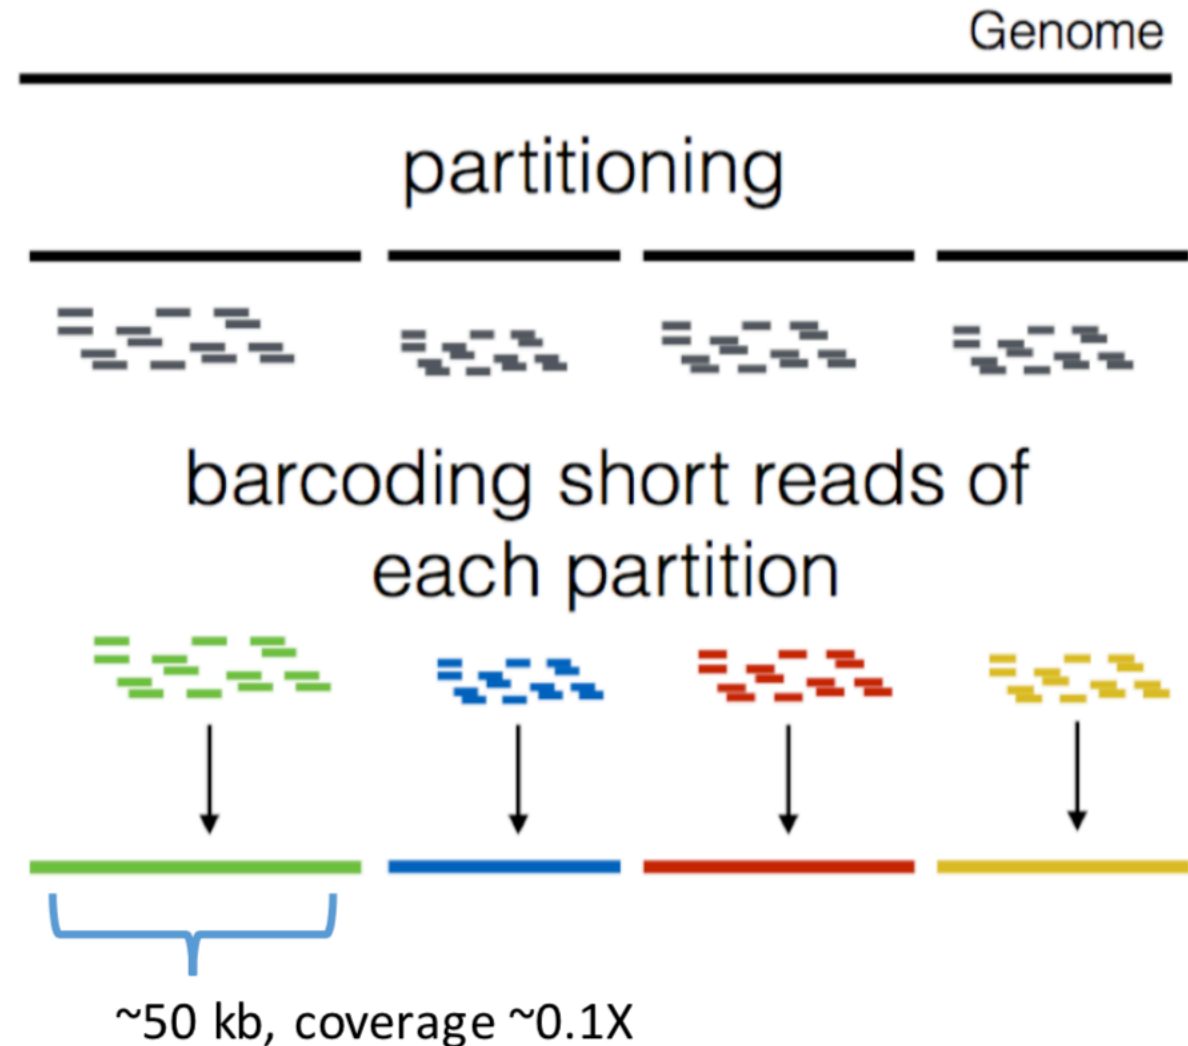 Genome
partitioning
barcoding short reads of
each partition
~50 kb, coverage ~0.1X